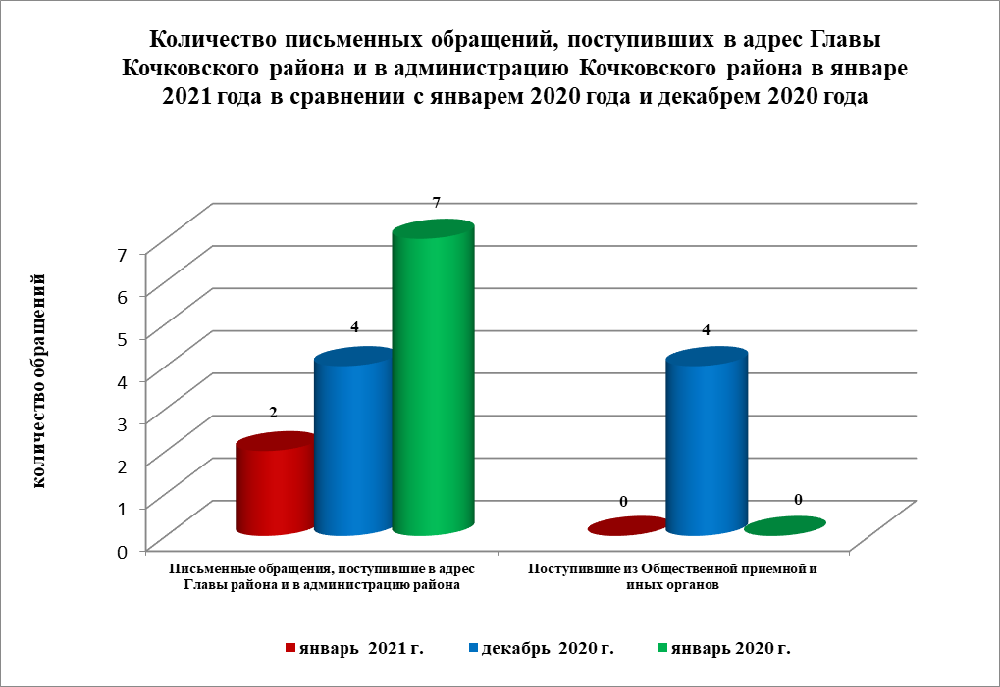 Количество письменных обращений, поступивших в адрес Главы
Кочковского района и в администрацию Кочковского района в январе
2021 года в сравнении с январем 2020 года и декабрем 2020 года
количество обращений
7
6
5
4
3
2
1
0
2
4
7
0
4
0
Письменные обращения, поступившие в адрес
Главы района и в администрацию района
Поступившие из Общественной приемной и
иных органов
январь 2021 г.
декабрь 2020 г.
январь 2020 г.